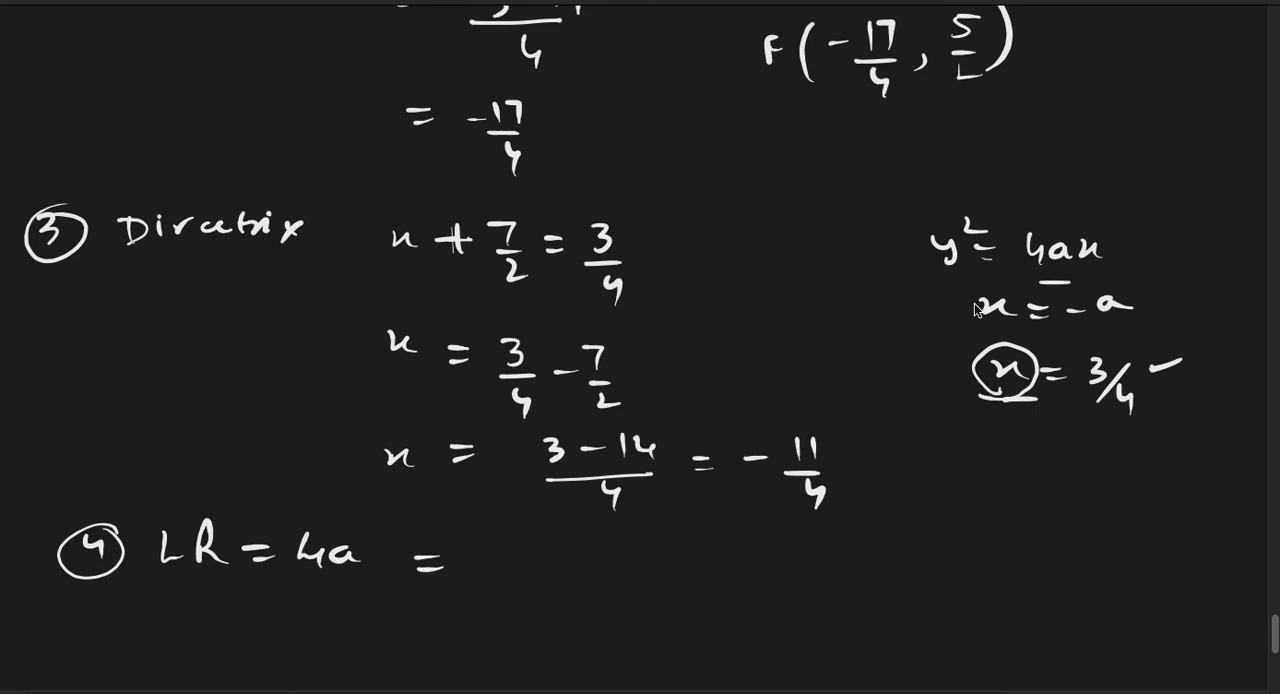 4
F ( - 17/4 , 5/2 )
= -17/4
③ Directrix x + 7/2 = 3/4
y² = 4ax
x = - a
x = 3/4 - 7/2
x = 3/4 ✓
x = (3 - 14)/4 = - 11/4
④ LR = 4a =